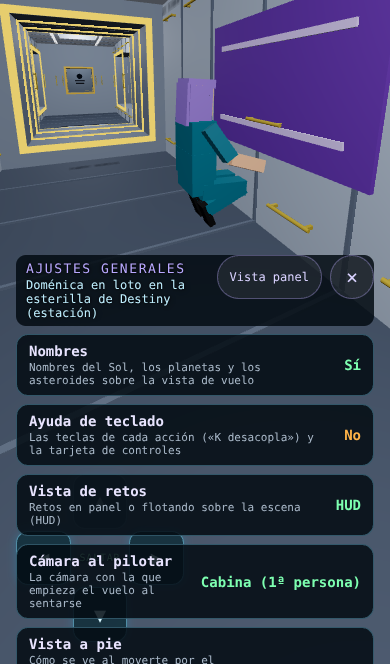 AJUSTES GENERALES
Doménica en loto en la
esterilla de Destiny
(estación)
Vista panel
×
Nombres
Nombres del Sol, los planetas y los
asteroides sobre la vista de vuelo
Sí
Ayuda de teclado
Las teclas de cada acción («K desacopla») y
la tarjeta de controles
No
Vista de retos
Retos en panel o flotando sobre la escena
(HUD)
HUD
Cámara al pilotar
La cámara con la que
empieza el vuelo al
sentarse
Cabina (1ª persona)
Vista a pie
Cómo se ve al moverte por el